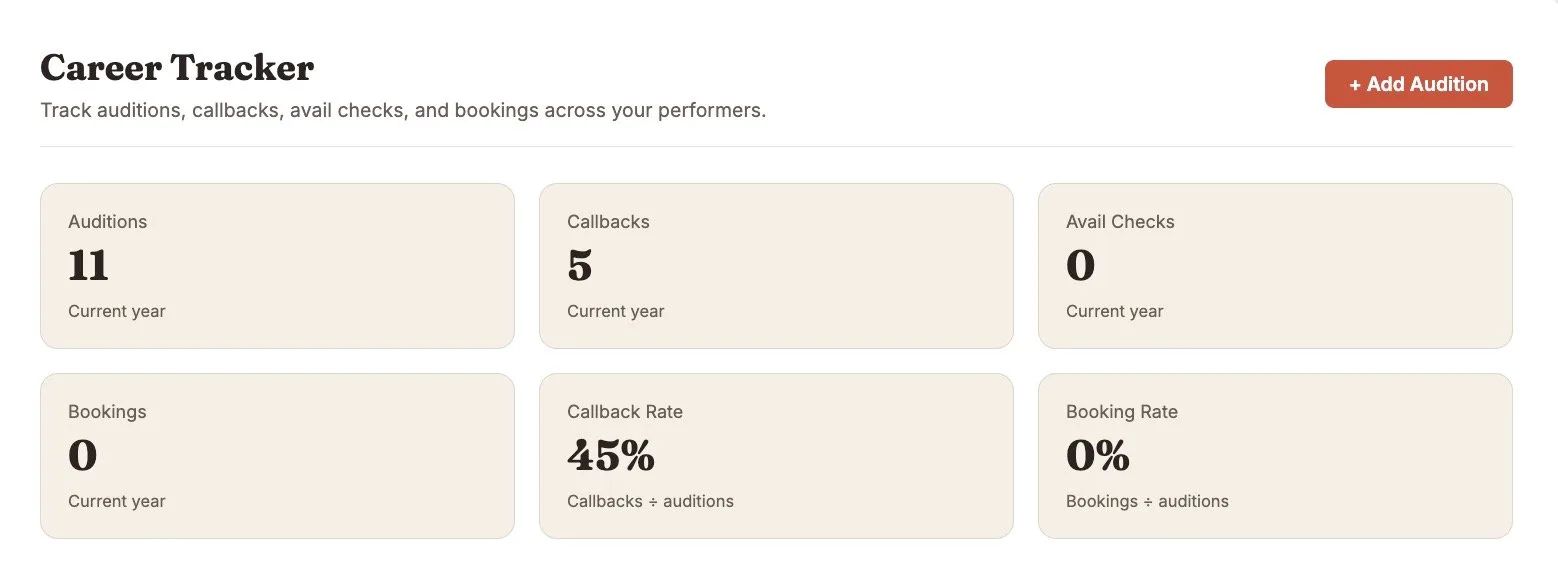 Career Tracker
Track auditions, callbacks, avail checks, and bookings across your performers.
+ Add Audition
Auditions
11
Current year
Callbacks
5
Current year
Avail Checks
0
Current year
Bookings
0
Current year
Callback Rate
45%
Callbacks ÷ auditions
Booking Rate
0%
Bookings ÷ auditions